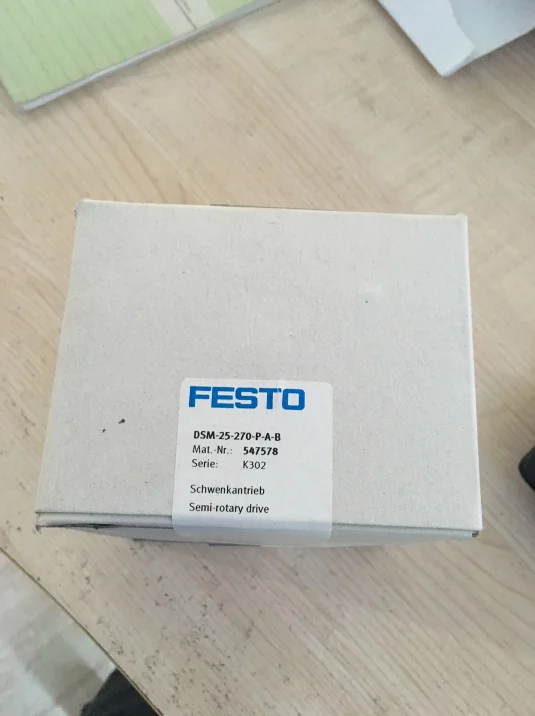 FESTO
DSM-25-270-P-A-B
Mat.-Nr.: 547578
Serie: K302
Schwenkantrieb
Semi-rotary drive